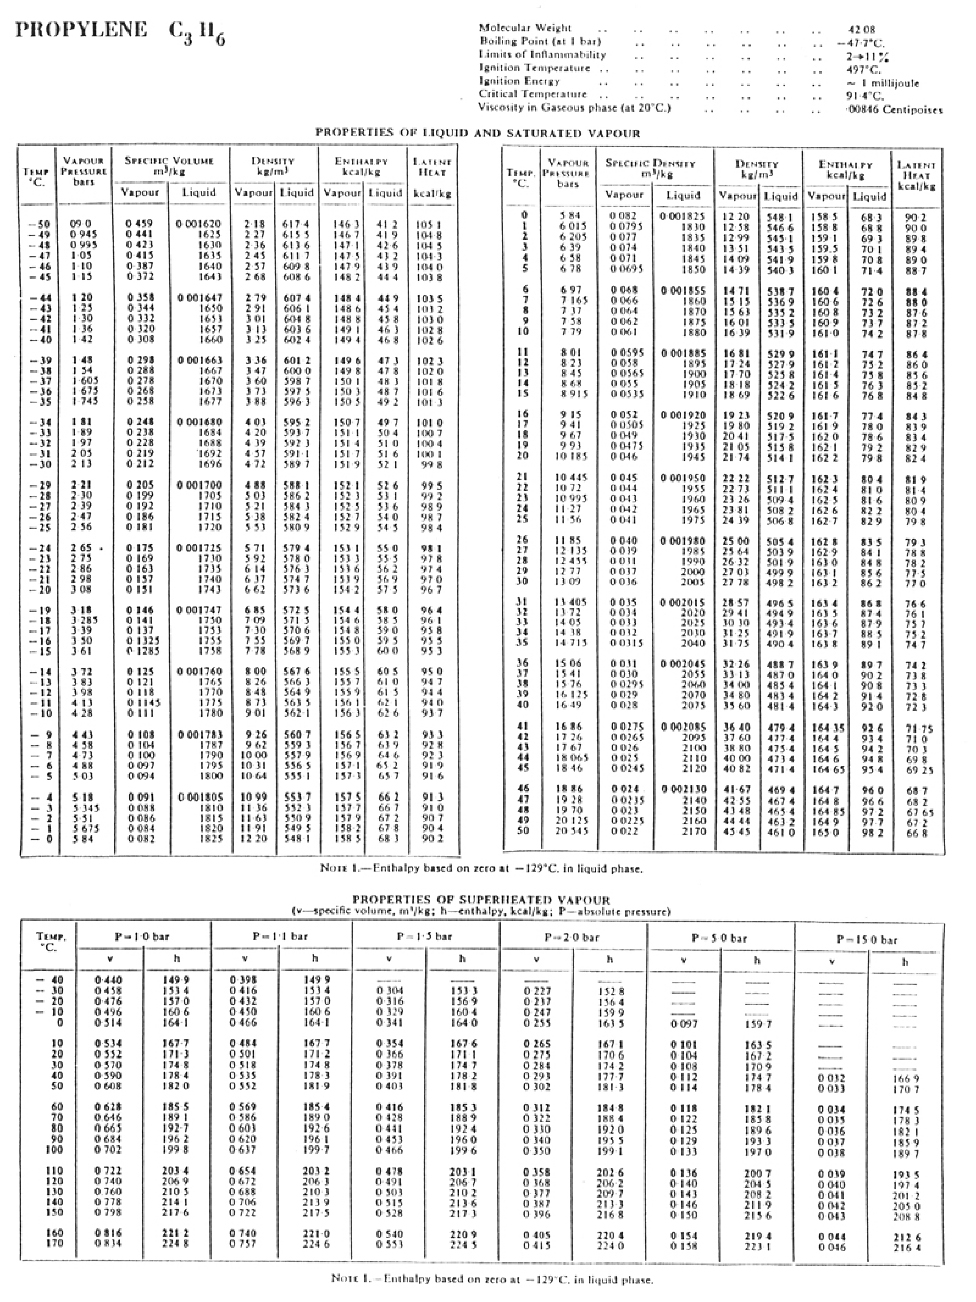 PROPYLENE C₃H₆
Molecular Weight .. .. .. .. .. .. 42·08
Boiling Point (at 1 bar) .. .. .. .. .. −47·7°C.
Limits of Inflammability .. .. .. .. .. 2→11%
Ignition Temperature .. .. .. .. .. .. 497°C.
Ignition Energy .. .. .. .. .. .. ~ 1 millijoule
Critical Temperature .. .. .. .. .. .. 91·4°C.
Viscosity in Gaseous phase (at 20°C.) .. .. .. .. ·00846 Centipoises
PROPERTIES OF LIQUID AND SATURATED VAPOUR
TEMP °C. VAPOUR PRESSURE bars SPECIFIC VOLUME m³/kg DENSITY kg/m³ ENTHALPY kcal/kg LATENT HEAT kcal/kg
Vapour Liquid Vapour Liquid Vapour Liquid
−50 09·0 0·459 0·001620 2·18 617·4 146·3 41·2 105·1
−49 0·945 0·441 1625 2·27 615·5 146·7 41·9 104·8
−48 0·995 0·423 1630 2·36 613·6 147·1 42·6 104·5
−47 1·05 0·415 1635 2·45 611·7 147·5 43·2 104·3
−46 1·10 0·387 1640 2·57 609·8 147·9 43·9 104·0
−45 1·15 0·372 1643 2·68 608·6 148·2 44·4 103·8
−44 1·20 0·358 0·001647 2·79 607·4 148·4 44·9 103·5
−43 1·25 0·344 1650 2·91 606·1 148·6 45·4 103·2
−42 1·30 0·332 1653 3·01 604·8 148·8 45·8 103·0
−41 1·36 0·320 1657 3·13 603·6 149·1 46·3 102·8
−40 1·42 0·308 1660 3·25 602·4 149·4 46·8 102·6
−39 1·48 0·298 0·001663 3·36 601·2 149·6 47·3 102·3
−38 1·54 0·288 1667 3·47 600·0 149·8 47·8 102·0
−37 1·605 0·278 1670 3·60 598·7 150·1 48·3 101·8
−36 1·675 0·268 1673 3·73 597·5 150·3 48·7 101·6
−35 1·745 0·258 1677 3·88 596·3 150·5 49·2 101·3
−34 1·81 0·248 0·001680 4·03 595·2 150·7 49·7 101·0
−33 1·89 0·238 1684 4·20 593·7 151·1 50·4 100·7
−32 1·97 0·228 1688 4·39 592·3 151·4 51·0 100·4
−31 2·05 0·219 1692 4·57 591·1 151·7 51·6 100·1
−30 2·13 0·212 1696 4·72 589·7 151·9 52·1 99·8
−29 2·21 0·205 0·001700 4·88 588·1 152·1 52·6 99·5
−28 2·30 0·199 1705 5·03 586·2 152·3 53·1 99·2
−27 2·39 0·192 1710 5·21 584·3 152·5 53·6 98·9
−26 2·47 0·186 1715 5·38 582·4 152·7 54·0 98·7
−25 2·56 0·181 1720 5·53 580·9 152·9 54·5 98·4
−24 2·65 0·175 0·001725 5·71 579·4 153·1 55·0 98·1
−23 2·75 0·169 1730 5·92 578·0 153·3 55·5 97·8
−22 2·86 0·163 1735 6·14 576·3 153·6 56·2 97·4
−21 2·98 0·157 1740 6·37 574·7 153·9 56·9 97·0
−20 3·08 0·151 1743 6·62 573·6 154·2 57·5 96·7
−19 3·18 0·146 0·001747 6·85 572·5 154·4 58·0 96·4
−18 3·285 0·141 1750 7·09 571·5 154·6 58·5 96·1
−17 3·39 0·137 1753 7·30 570·6 154·8 59·0 95·8
−16 3·50 0·1325 1755 7·55 569·7 155·0 59·5 95·5
−15 3·61 0·1285 1758 7·78 568·9 155·3 60·0 95·3
−14 3·72 0·125 0·001760 8·00 567·6 155·5 60·5 95·0
−13 3·83 0·121 1765 8·26 566·3 155·7 61·0 94·7
−12 3·98 0·118 1770 8·48 564·9 155·9 61·5 94·4
−11 4·13 0·1145 1775 8·73 563·5 156·1 62·1 94·0
−10 4·28 0·111 1780 9·01 562·1 156·3 62·6 93·7
− 9 4·43 0·108 0·001783 9·26 560·7 156·5 63·2 93·3
− 8 4·58 0·104 1787 9·62 559·3 156·7 63·9 92·8
− 7 4·73 0·100 1790 10·00 557·9 156·9 64·6 92·3
− 6 4·88 0·097 1795 10·31 556·5 157·1 65·2 91·9
− 5 5·03 0·094 1800 10·64 555·1 157·3 65·7 91·6
− 4 5·18 0·091 0·001805 10·99 553·7 157·5 66·2 91·3
− 3 5·345 0·088 1810 11·36 552·3 157·7 66·7 91·0
− 2 5·51 0·086 1815 11·63 550·9 157·9 67·2 90·7
− 1 5·675 0·084 1820 11·91 549·5 158·2 67·8 90·4
− 0 5·84 0·082 1825 12·20 548·1 158·5 68·3 90·2
TEMP. °C. VAPOUR PRESSURE bars SPECIFIC DENSITY m³/kg DENSITY kg/m³ ENTHALPY kcal/kg LATENT HEAT kcal/kg
Vapour Liquid Vapour Liquid Vapour Liquid
0 5·84 0·082 0·001825 12·20 548·1 158·5 68·3 90·2
1 6·015 0·0795 1830 12·58 546·6 158·8 68·8 90·0
2 6·205 0·077 1835 12·99 545·1 159·1 69·3 89·8
3 6·39 0·074 1840 13·51 543·5 159·5 70·1 89·4
4 6·58 0·071 1845 14·09 541·9 159·8 70·8 89·0
5 6·78 0·0695 1850 14·39 540·3 160·1 71·4 88·7
6 6·97 0·068 0·001855 14·71 538·7 160·4 72·0 88·4
7 7·165 0·066 1860 15·15 536·9 160·6 72·6 88·0
8 7·37 0·064 1870 15·63 535·2 160·8 73·2 87·6
9 7·58 0·062 1875 16·01 533·5 160·9 73·7 87·2
10 7·79 0·061 1880 16·39 531·9 161·0 74·2 87·8
11 8·01 0·0595 0·001885 16·81 529·9 161·1 74·7 86·4
12 8·23 0·058 1895 17·24 527·9 161·2 75·2 86·0
13 8·45 0·0565 1900 17·70 525·8 161·4 75·8 85·6
14 8·68 0·055 1905 18·18 524·2 161·5 76·3 85·2
15 8·915 0·0535 1910 18·69 522·6 161·6 76·8 84·8
16 9·15 0·052 0·001920 19·23 520·9 161·7 77·4 84·3
17 9·41 0·0505 1925 19·80 519·2 161·9 78·0 83·9
18 9·67 0·049 1930 20·41 517·5 162·0 78·6 83·4
19 9·93 0·0475 1935 21·05 515·8 162·1 79·2 82·9
20 10·185 0·046 1945 21·74 514·1 162·2 79·8 82·4
21 10·445 0·045 0·001950 22·22 512·7 162·3 80·4 81·9
22 10·72 0·044 1955 22·73 511·1 162·4 81·0 81·4
23 10·995 0·043 1960 23·26 509·4 162·5 81·6 80·9
24 11·27 0·042 1965 23·81 508·2 162·6 82·2 80·4
25 11·56 0·041 1975 24·39 506·8 162·7 82·9 79·8
26 11·85 0·040 0·001980 25·00 505·4 162·8 83·5 79·3
27 12·135 0·039 1985 25·64 503·9 162·9 84·1 78·8
28 12·455 0·011 1990 26·32 501·9 163·0 84·8 78·2
29 12·77 0·037 2000 27·03 499·9 163·1 85·6 77·5
30 13·09 0·036 2005 27·78 498·2 163·2 86·2 77·0
31 13·405 0·035 0·002015 28·57 496·5 163·4 86·8 76·6
32 13·72 0·034 2020 29·41 494·9 163·5 87·4 76·1
33 14·05 0·033 2025 30·30 493·4 163·6 87·9 75·7
34 14·38 0·032 2030 31·25 491·9 163·7 88·5 75·2
35 14·715 0·0315 2040 31·75 490·4 163·8 89·1 74·7
36 15·06 0·031 0·002045 32·26 488·7 163·9 89·7 74·2
37 15·41 0·030 2055 33·13 487·0 164·0 90·2 73·8
38 15·76 0·0295 2060 34·00 485·4 164·1 90·8 73·3
39 16·125 0·029 2070 34·80 483·4 164·2 91·4 72·8
40 16·49 0·028 2075 35·60 481·4 164·3 92·0 72·3
41 16·86 0·0275 0·002085 36·40 479·4 164·35 92·6 71·75
42 17·26 0·0265 2095 37·60 477·4 164·4 93·4 71·0
43 17·67 0·026 2100 38·80 475·4 164·5 94·2 70·3
44 18·065 0·025 2110 40·00 473·4 164·6 94·8 69·8
45 18·46 0·0245 2120 40·82 471·4 164·65 95·4 69·25
46 18·86 0·024 0·002130 41·67 469·4 164·7 96·0 68·7
47 19·28 0·0235 2140 42·55 467·4 164·8 96·6 68·2
48 19·70 0·023 2150 43·48 465·4 164·85 97·2 67·65
49 20·125 0·0225 2160 44·44 463·2 164·9 97·7 67·2
50 20·545 0·022 2170 45·45 461·0 165·0 98·2 66·8
NOTE 1.—Enthalpy based on zero at −129°C. in liquid phase.
PROPERTIES OF SUPERHEATED VAPOUR
(v—specific volume, m³/kg; h—enthalpy, kcal/kg; P—absolute pressure)
TEMP. °C. P=1·0 bar P=1·1 bar P=1·5 bar P=2·0 bar P=5·0 bar P=15·0 bar
v h v h v h v h v h v h
− 40 0·440 149·9 0·398 149·9 — — — — — — — —
− 30 0·458 153·4 0·416 153·4 0·304 153·3 0·227 152·8 — — — —
− 20 0·476 157·0 0·432 157·0 0·316 156·9 0·237 156·4 — — — —
− 10 0·496 160·6 0·450 160·6 0·329 160·4 0·247 159·9 — — — —
0 0·514 164·1 0·466 164·1 0·341 164·0 0·255 163·5 0·097 159·7 — —
10 0·534 167·7 0·484 167·7 0·354 167·6 0·265 167·1 0·101 163·5 — —
20 0·552 171·3 0·501 171·2 0·366 171·1 0·275 170·6 0·104 167·2 — —
30 0·570 174·8 0·518 174·8 0·378 174·7 0·284 174·2 0·108 170·9 — —
40 0·590 178·4 0·535 178·3 0·391 178·2 0·293 177·7 0·112 174·7 0·032 166·9
50 0·608 182·0 0·552 181·9 0·403 181·8 0·302 181·3 0·114 178·4 0·033 170·7
60 0·628 185·5 0·569 185·4 0·416 185·3 0·312 184·8 0·118 182·1 0·034 174·5
70 0·646 189·1 0·586 189·0 0·428 188·9 0·322 188·4 0·122 185·8 0·035 178·3
80 0·665 192·7 0·603 192·6 0·441 192·4 0·330 192·0 0·125 189·6 0·036 182·1
90 0·684 196·2 0·620 196·1 0·453 196·0 0·340 195·5 0·129 193·3 0·037 185·9
100 0·702 199·8 0·637 199·7 0·466 199·6 0·350 199·1 0·133 197·0 0·038 189·7
110 0·722 203·4 0·654 203·2 0·478 203·1 0·358 202·6 0·136 200·7 0·039 193·5
120 0·740 206·9 0·672 206·3 0·491 206·7 0·368 206·2 0·140 204·5 0·040 197·4
130 0·760 210·5 0·688 210·3 0·503 210·2 0·377 209·7 0·143 208·2 0·041 201·2
140 0·778 214·1 0·706 213·9 0·515 213·6 0·387 213·3 0·146 211·9 0·042 205·0
150 0·798 217·6 0·722 217·5 0·528 217·3 0·396 216·8 0·150 215·6 0·043 208·8
160 0·816 221·2 0·740 221·0 0·540 220·9 0·405 220·4 0·154 219·4 0·044 212·6
170 0·834 224·8 0·757 224·6 0·553 224·5 0·415 224·0 0·158 223·1 0·046 216·4
NOTE 1.—Enthalpy based on zero at −129°C. in liquid phase.